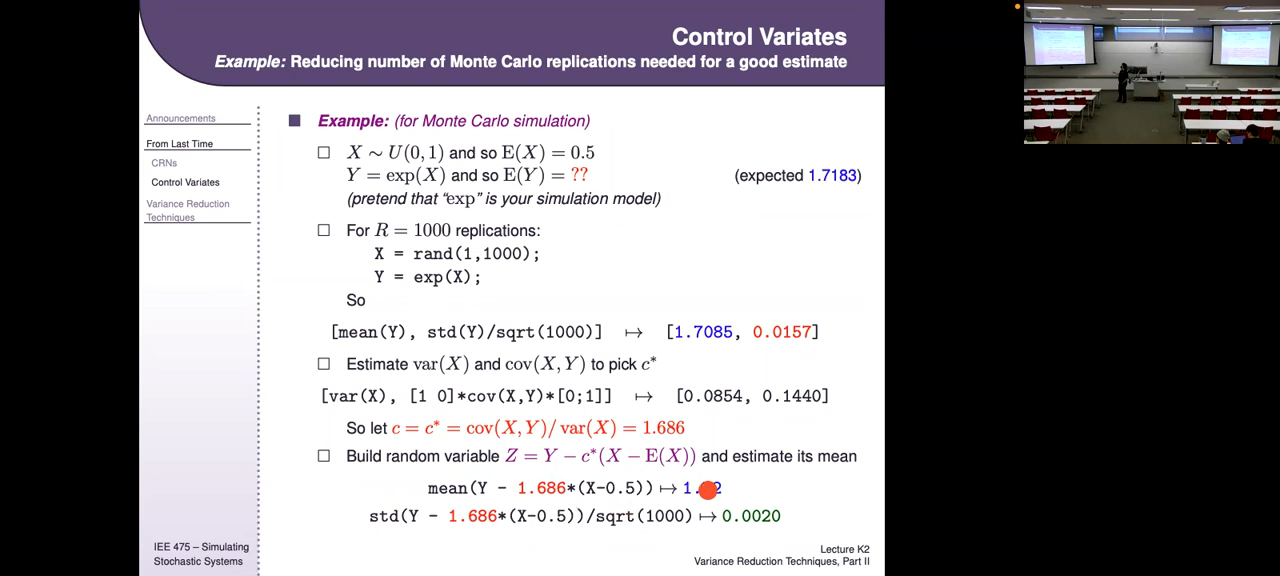 Control Variates
Example: Reducing number of Monte Carlo replications needed for a good estimate
Announcements
From Last Time
CRNs
Control Variates
Variance Reduction
Techniques
Example: (for Monte Carlo simulation)
X ∼ U(0, 1) and so E(X) = 0.5
Y = exp(X) and so E(Y) = ?? (expected 1.7183)
(pretend that “exp” is your simulation model)
For R = 1000 replications:
X = rand(1,1000);
Y = exp(X);
So
[mean(Y), std(Y)/sqrt(1000)] ↦ [1.7085, 0.0157]
Estimate var(X) and cov(X, Y) to pick c*
[var(X), [1 0]*cov(X,Y)*[0;1]] ↦ [0.0854, 0.1440]
So let c = c* = cov(X, Y)/ var(X) = 1.686
Build random variable Z = Y − c*(X − E(X)) and estimate its mean
mean(Y - 1.686*(X-0.5)) ↦
std(Y - 1.686*(X-0.5))/sqrt(1000) ↦ 0.0020
IEE 475 – Simulating
Stochastic Systems
Lecture K2
Variance Reduction Techniques, Part II